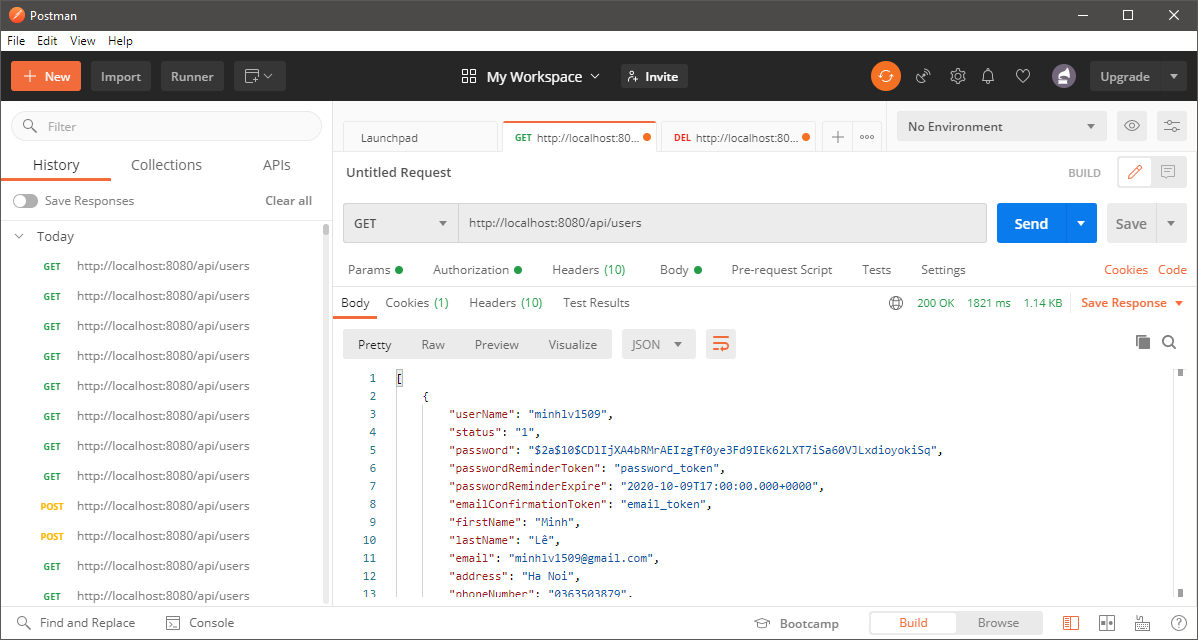 Postman
File Edit View Help
New Import Runner My Workspace Invite Upgrade
Filter
History Collections APIs
Save Responses Clear all
Today
GET http://localhost:8080/api/users
GET http://localhost:8080/api/users
GET http://localhost:8080/api/users
GET http://localhost:8080/api/users
GET http://localhost:8080/api/users
GET http://localhost:8080/api/users
GET http://localhost:8080/api/users
GET http://localhost:8080/api/users
POST http://localhost:8080/api/users
POST http://localhost:8080/api/users
GET http://localhost:8080/api/users
GET http://localhost:8080/api/users
Launchpad GET http://localhost:80... DEL http://localhost:80... No Environment
Untitled Request BUILD
GET http://localhost:8080/api/users Send Save
Params Authorization Headers (10) Body Pre-request Script Tests Settings Cookies Code
Body Cookies (1) Headers (10) Test Results 200 OK 1821 ms 1.14 KB Save Response
Pretty Raw Preview Visualize JSON
1 [
2 {
3 "userName": "minhlv1509",
4 "status": "1",
5 "password": "$2a$10$CDlIjXA4bRMrAEIzgTf0ye3Fd9IEk62LXT7iSa60VJLxdioyokiSq",
6 "passwordReminderToken": "password_token",
7 "passwordReminderExpire": "2020-10-09T17:00:00.000+0000",
8 "emailConfirmationToken": "email_token",
9 "firstName": "Minh",
10 "lastName": "Lê",
11 "email": "minhlv1509@gmail.com",
12 "address": "Ha Noi",
13 "phoneNumber": "0363503879",
Find and Replace Console Bootcamp Build Browse